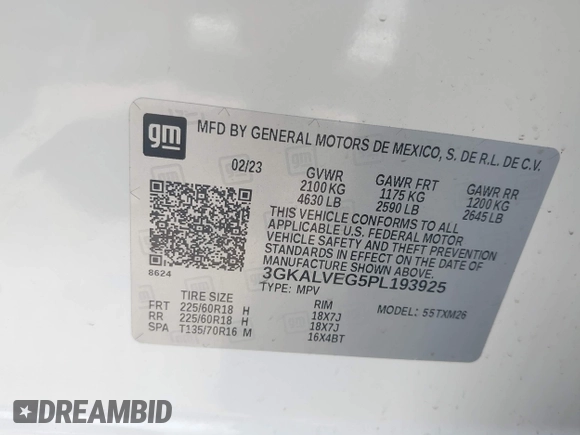 gm
MFD BY GENERAL MOTORS DE MEXICO, S. DE R.L. DE C.V.
02/23 GVWR GAWR FRT GAWR RR
2100 KG 1175 KG 1200 KG
4630 LB 2590 LB 2645 LB
THIS VEHICLE CONFORMS TO ALL
APPLICABLE U.S. FEDERAL MOTOR
VEHICLE SAFETY AND THEFT
PREVENTION STANDARDS IN
EFFECT ON THE DATE OF
MANUFACTURE SHOWN ABOVE.
8624
3GKALVEG5PL193925
TYPE: MPV
TIRE SIZE RIM MODEL: 55TXM26
FRT 225/60R18 H 18X7J
RR 225/60R18 H 18X7J
SPA T135/70R16 M 16X4BT
DREAMBID
DREAMBID.COM